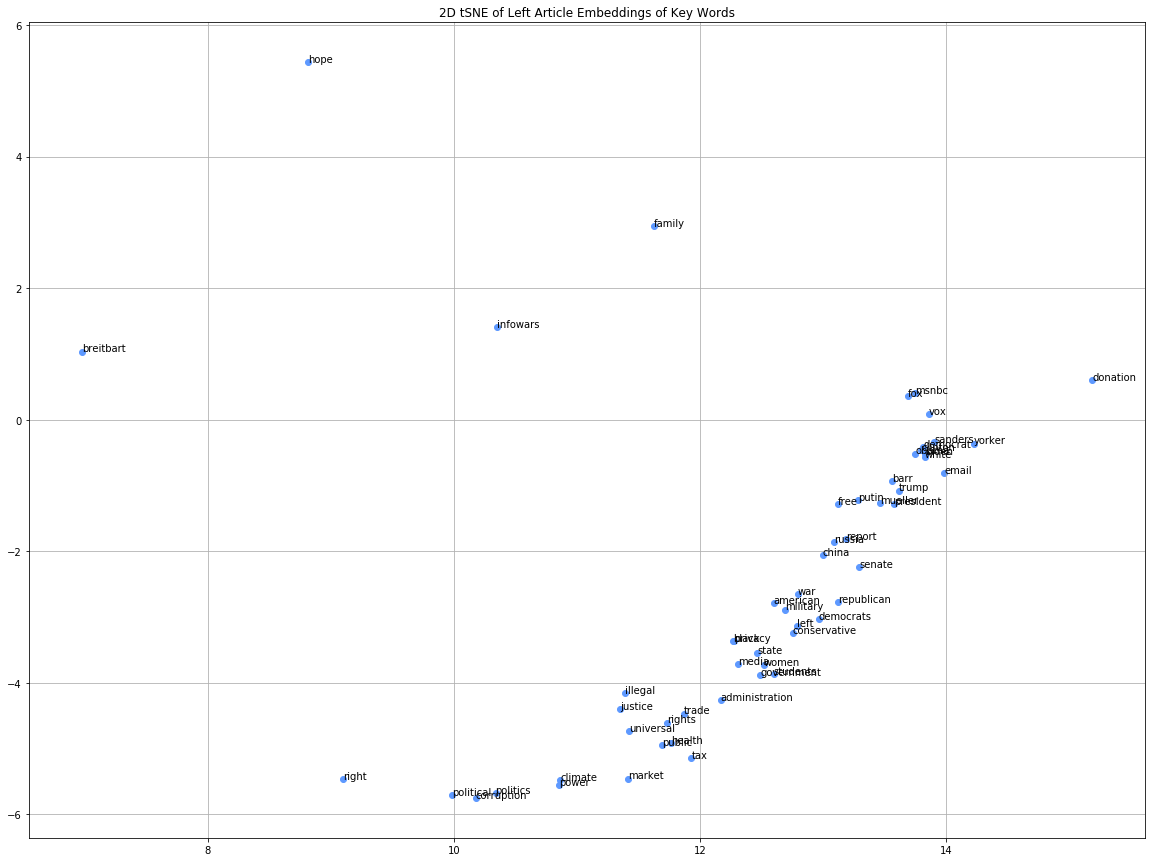 2D tSNE of Left Article Embeddings of Key Words
6
hope
4
family
2
infowars
breitbart
donation
msnbc
fox
vox
0
sanders
yorker
democrat
white
email
barr
trump
putin
mueller
president
free
report
russia
china
−2
senate
war
republican
american
military
democrats
left
conservative
privacy
state
media
women
students
government
−4
illegal
administration
justice
trade
rights
universal
health
public
tax
right
climate
market
power
politics
political
corruption
−6
8
10
12
14